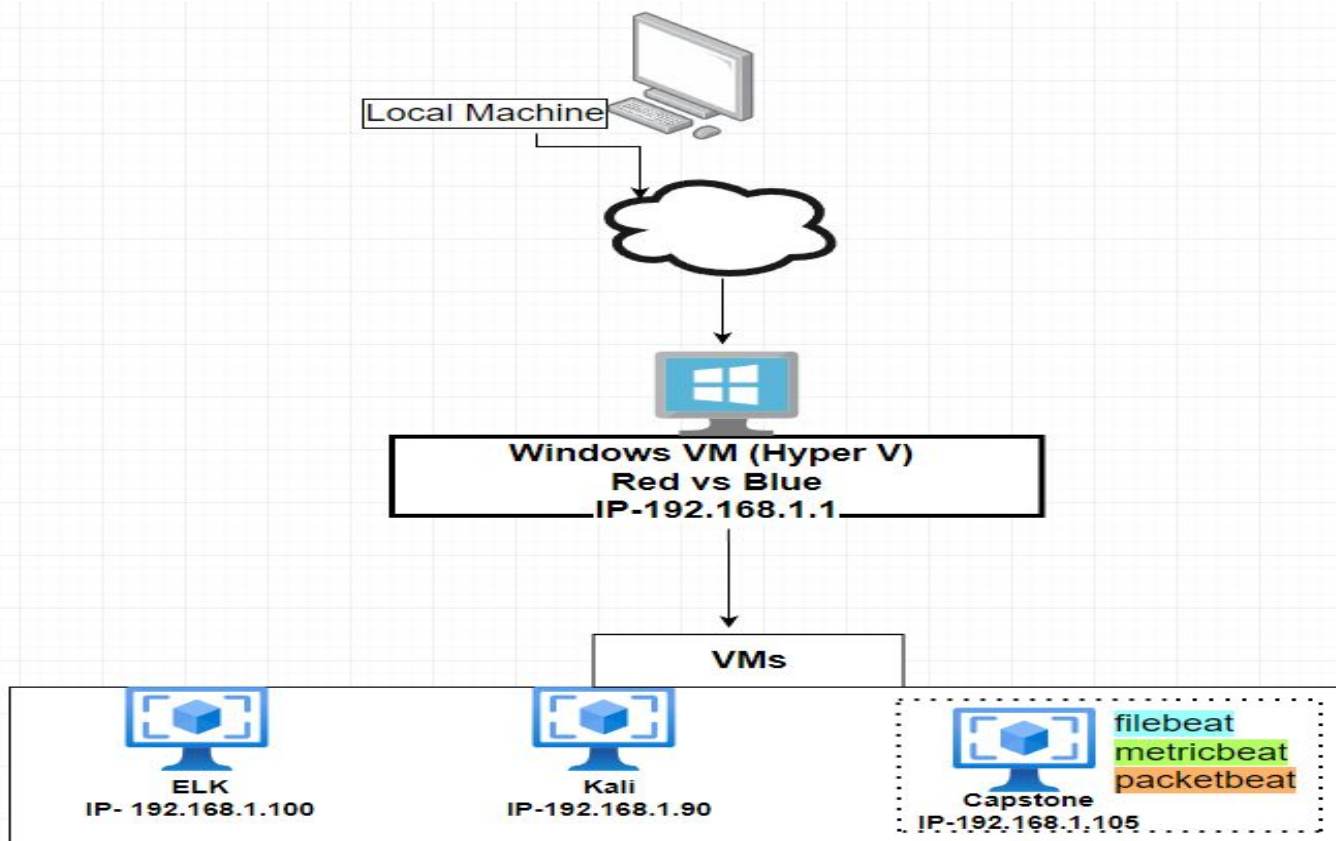 Local Machine
Windows VM (Hyper V)
Red vs Blue
IP-192.168.1.1
VMs
ELK
IP- 192.168.1.100
Kali
IP-192.168.1.90
filebeat
metricbeat
packetbeat
Capstone
IP-192.168.1.105